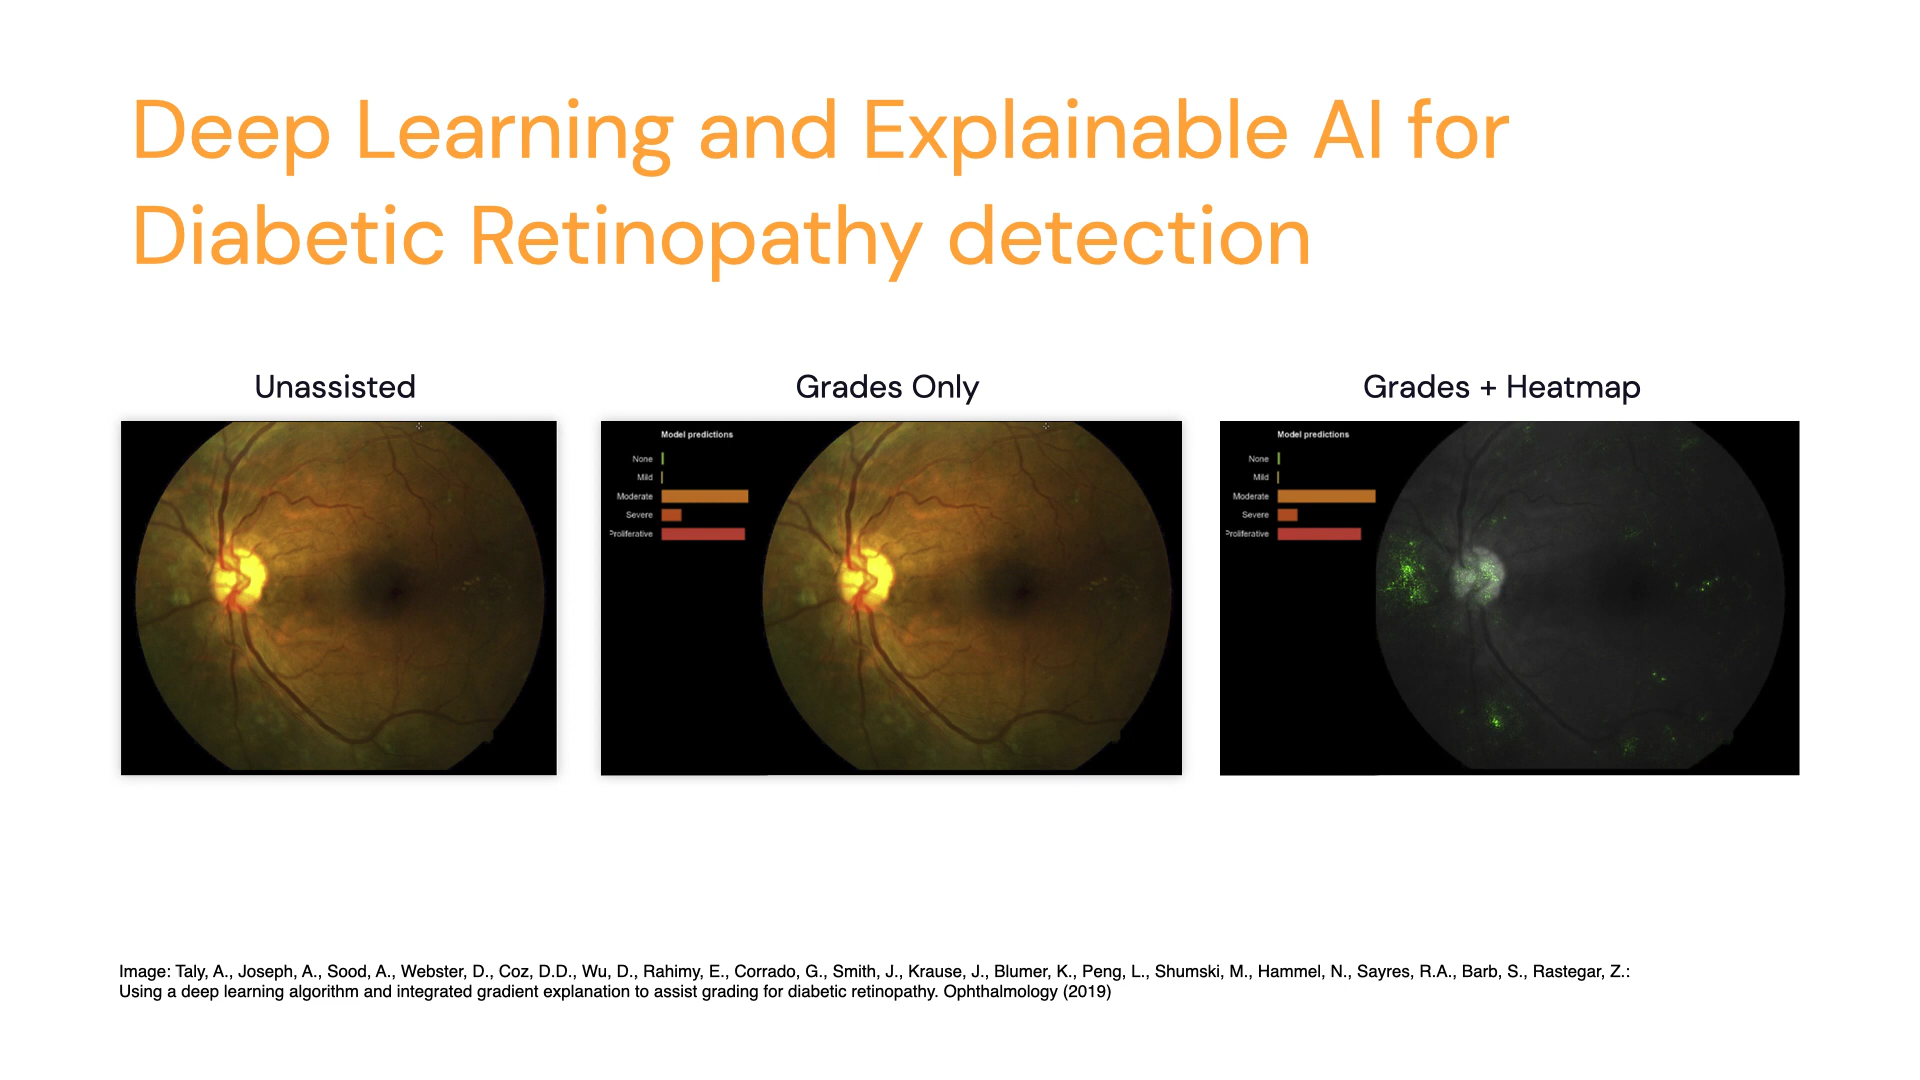 Deep Learning and Explainable AI for
Diabetic Retinopathy detection
Unassisted
Grades Only
Grades + Heatmap
Model predictions
None
Mild
Moderate
Severe
Proliferative
Model predictions
None
Mild
Moderate
Severe
Proliferative
Image: Taly, A., Joseph, A., Sood, A., Webster, D., Coz, D.D., Wu, D., Rahimy, E., Corrado, G., Smith, J., Krause, J., Blumer, K., Peng, L., Shumski, M., Hammel, N., Sayres, R.A., Barb, S., Rastegar, Z.:
Using a deep learning algorithm and integrated gradient explanation to assist grading for diabetic retinopathy. Ophthalmology (2019)